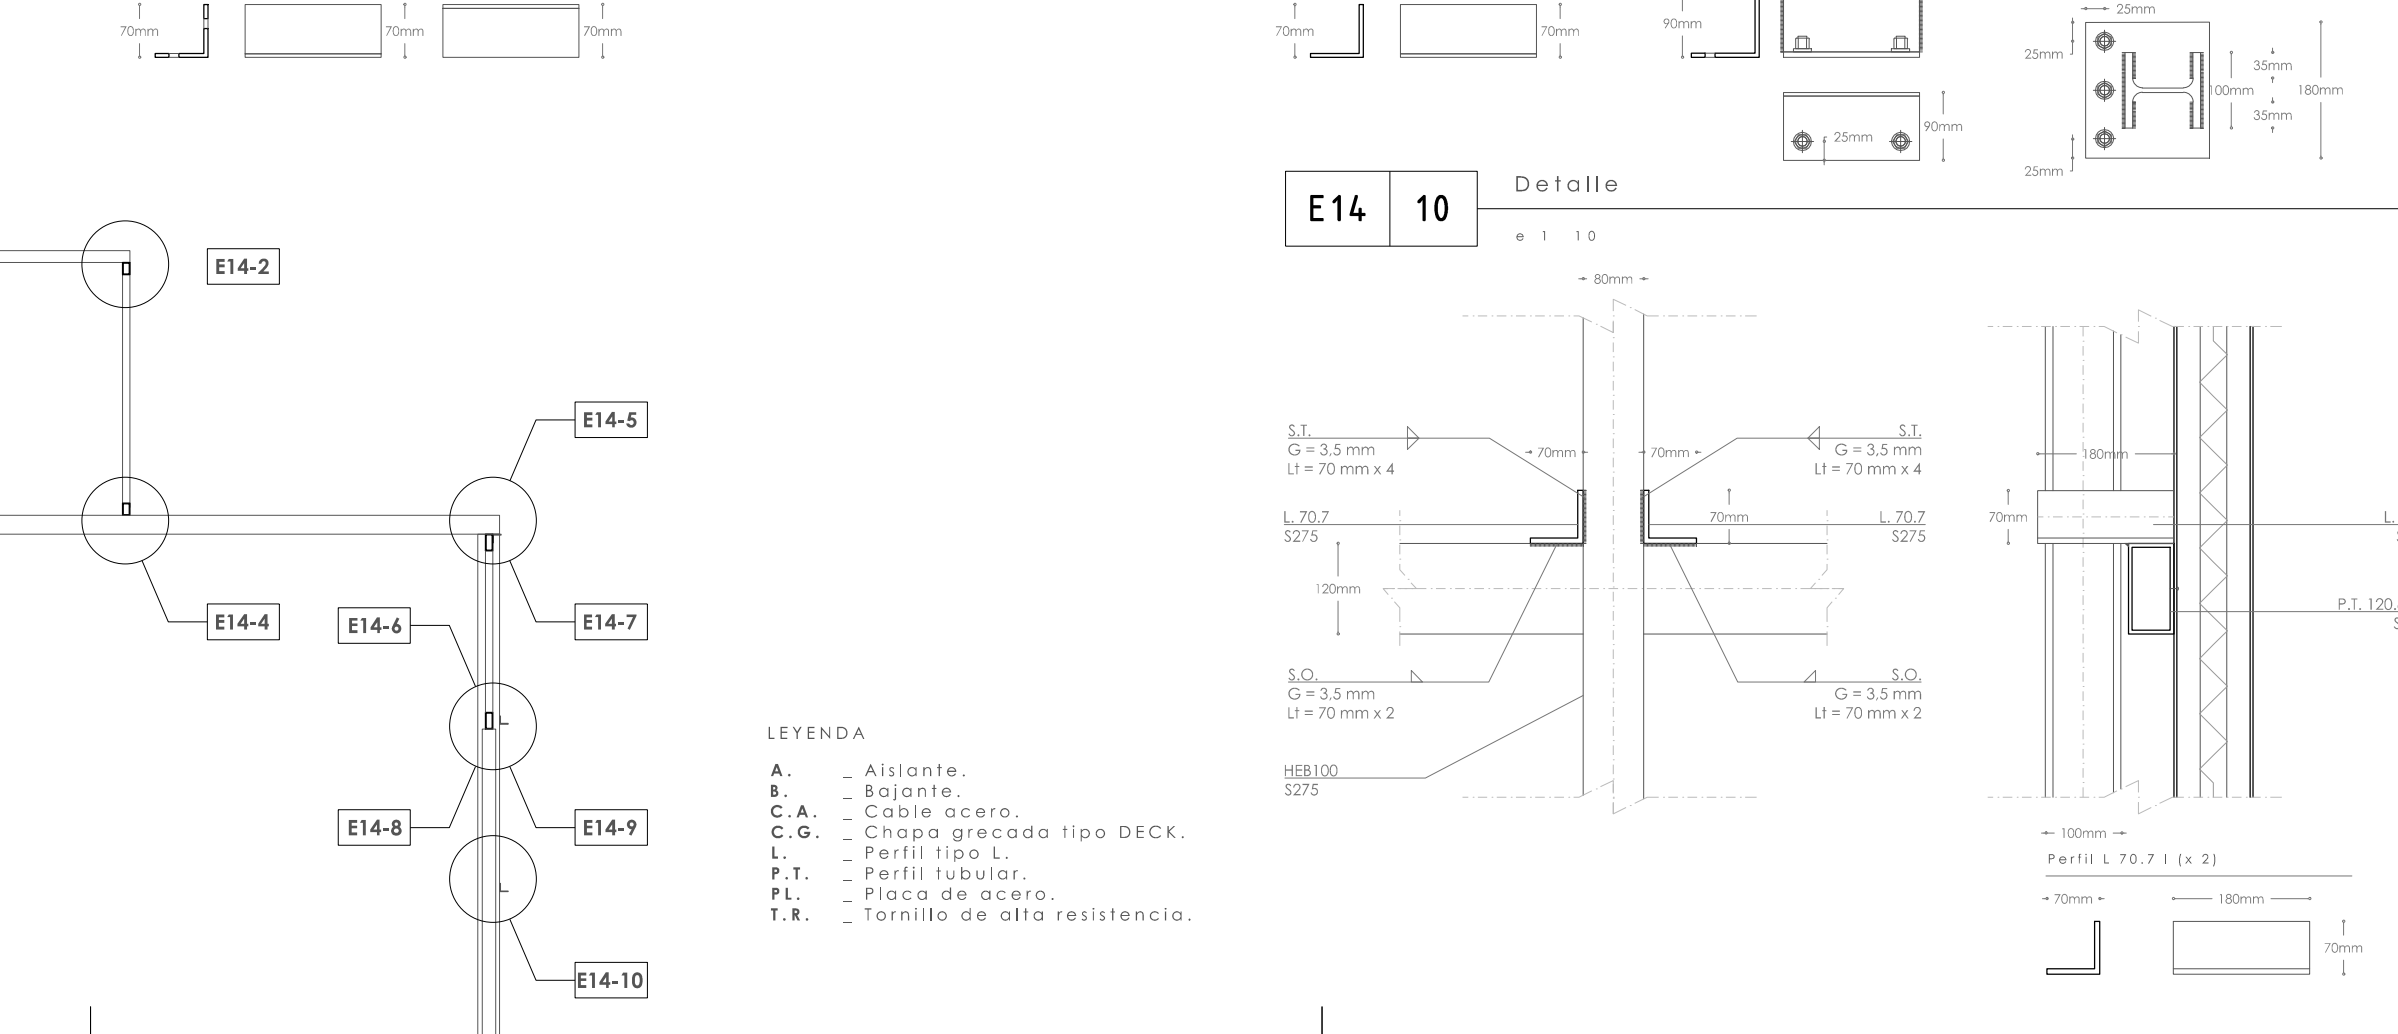 70mm
70mm
70mm
E14-2
E14-5
E14-4
E14-6
E14-7
E14-8
E14-9
E14-10
LEYENDA
A. _ Aislante.
B. _ Bajante.
C.A. _ Cable acero.
C.G. _ Chapa grecada tipo DECK.
L. _ Perfil tipo L.
P.T. _ Perfil tubular.
PL. _ Placa de acero.
T.R. _ Tornillo de alta resistencia.
70mm
70mm
90mm
25mm
90mm
25mm
25mm
35mm
100mm
180mm
35mm
25mm
E14 10
Detalle
e 1 10
80mm
S.T.
G = 3,5 mm
Lt = 70 mm x 4
70mm
70mm
S.T.
G = 3,5 mm
Lt = 70 mm x 4
L. 70.7
S275
70mm
L. 70.7
S275
120mm
S.O.
G = 3,5 mm
Lt = 70 mm x 2
S.O.
G = 3,5 mm
Lt = 70 mm x 2
HEB100
S275
180mm
70mm
L.
P.T. 120.
100mm
Perfil L 70.7 l (x 2)
70mm
180mm
70mm